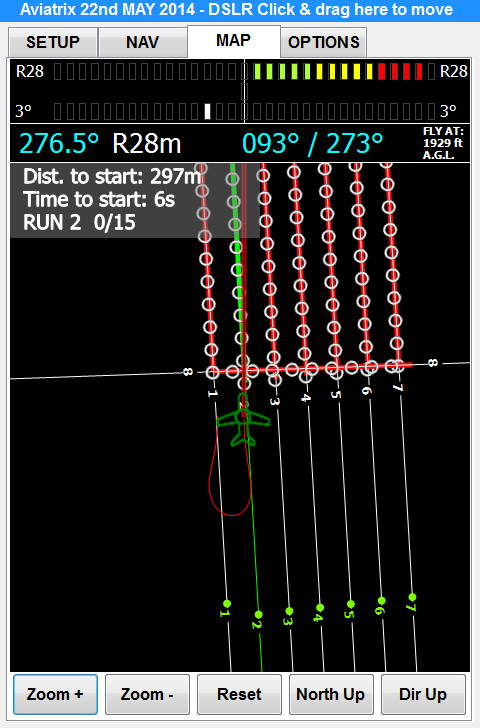 Aviatrix 22nd MAY 2014 - DSLR Click & drag here to move
SETUP NAV MAP OPTIONS
R28 R28
3° 3°
276.5° R28m 093° / 273° FLY AT:
1929 ft
A.G.L.
Dist. to start: 297m
Time to start: 6s
RUN 2 0/15
8 8
1 2 3 4 5 6 7
1 2 3 4 5 6 7
Zoom + Zoom - Reset North Up Dir Up